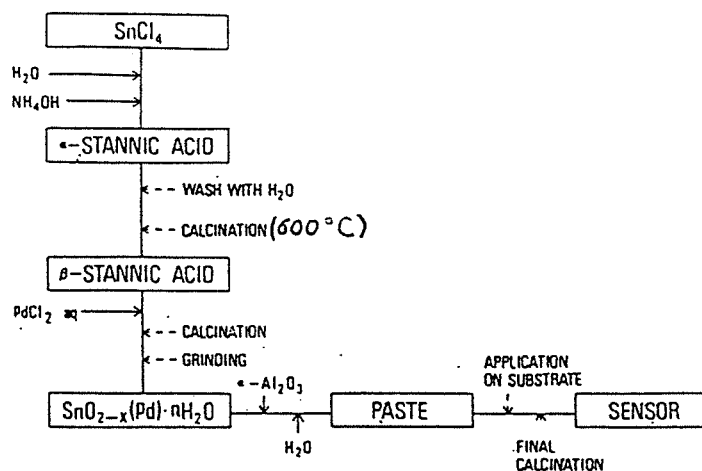 SnCl₄
H₂O
NH₄OH
α-STANNIC ACID
WASH WITH H₂O
CALCINATION (600°C)
β-STANNIC ACID
PdCl₂ aq
CALCINATION
GRINDING
α-Al₂O₃
APPLICATION
ON SUBSTRATE
SnO₂₋ₓ(Pd)·nH₂O
PASTE
SENSOR
H₂O
FINAL
CALCINATION